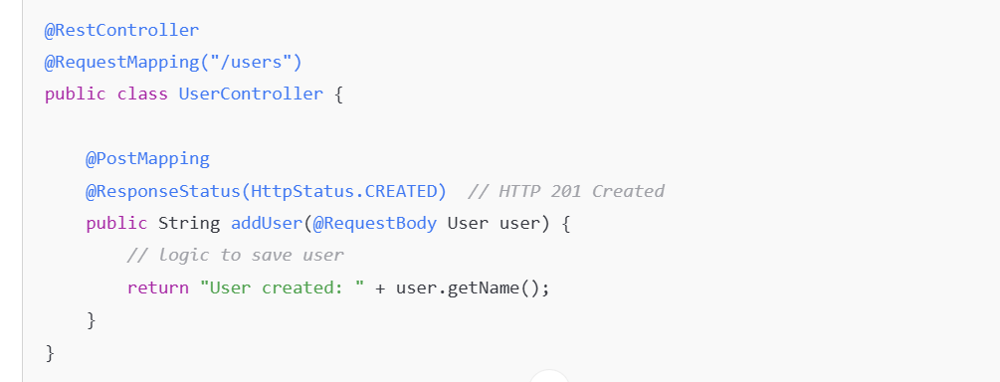 @RestController
@RequestMapping("/users")
public class UserController {
@PostMapping
@ResponseStatus(HttpStatus.CREATED)  // HTTP 201 Created
public String addUser(@RequestBody User user) {
// logic to save user
return "User created: " + user.getName();
}
}